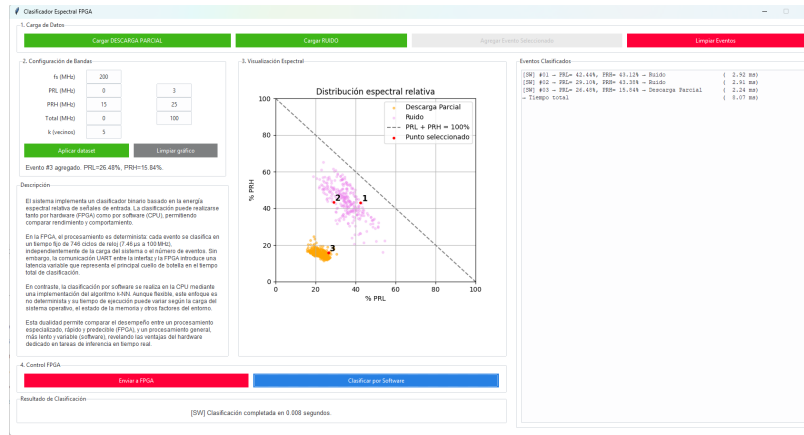 Clasificador Espectral FPGA
1. Carga de Datos
Cargar DESCARGA PARCIAL
Cargar RUIDO
Agregar Evento Seleccionado
Limpiar Eventos
2. Configuración de Bandas
fs (MHz) 200
PRL (MHz) 0 3
PRH (MHz) 15 25
Total (MHz) 0 100
k (vecinos) 5
Aplicar dataset
Limpiar gráfico
Evento #3 agregado. PRL=26.48%, PRH=15.84%.
Descripción
El sistema implementa un clasificador binario basado en la energía
espectral relativa de señales de entrada. La clasificación puede realizarse
tanto por hardware (FPGA) como por software (CPU), permitiendo
comparar rendimiento y comportamiento.
En la FPGA, el procesamiento es determinista: cada evento se clasifica en
un tiempo fijo de 746 ciclos de reloj (7.46 µs a 100 MHz),
independientemente de la carga del sistema o el número de eventos. Sin
embargo, la comunicación UART entre la interfaz y la FPGA introduce una
latencia variable que representa el principal cuello de botella en el tiempo
total de clasificación.
En contraste, la clasificación por software se realiza en la CPU mediante
una implementación del algoritmo k-NN. Aunque flexible, este enfoque es
no determinista y su tiempo de ejecución puede variar según la carga del
sistema operativo, el estado de la memoria y otros factores del entorno.
Esta dualidad permite comparar el desempeño entre un procesamiento
especializado, rápido y predecible (FPGA), y un procesamiento general,
más lento y variable (software), revelando las ventajas del hardware
dedicado en tareas de inferencia en tiempo real.
3. Visualización Espectral
Distribución espectral relativa
Descarga Parcial
Ruido
PRL + PRH = 100%
Punto seleccionado
% PRH
100
80
60
40
20
0
2
1
3
0 20 40 60 80 100
% PRL
Eventos Clasificados
[SW] #01 → PRL= 42.44%, PRH= 43.12% → Ruido ( 2.92 ms)
[SW] #02 → PRL= 29.10%, PRH= 43.30% → Ruido ( 2.91 ms)
[SW] #03 → PRL= 26.48%, PRH= 15.84% → Descarga Parcial ( 2.24 ms)
→ Tiempo total ( 8.07 ms)
4. Control FPGA
Enviar a FPGA
Clasificar por Software
Resultado de Clasificación
[SW] Clasificación completada en 0.008 segundos.